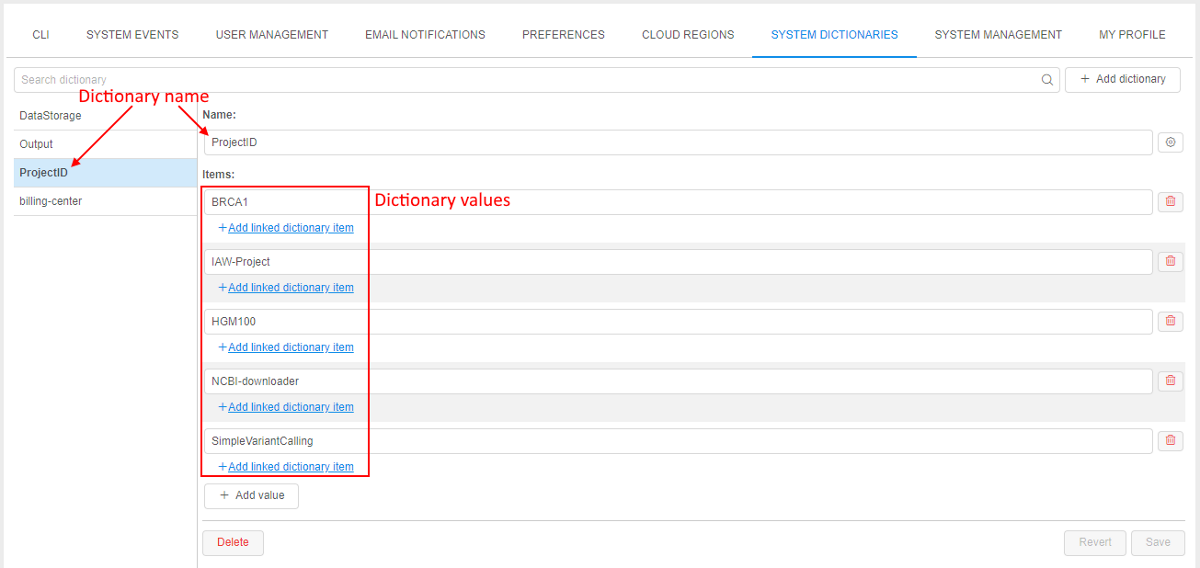 CLI SYSTEM EVENTS USER MANAGEMENT EMAIL NOTIFICATIONS PREFERENCES CLOUD REGIONS SYSTEM DICTIONARIES SYSTEM MANAGEMENT MY PROFILE
Search dictionary
+ Add dictionary
Dictionary name
DataStorage
Output
ProjectID
billing-center
Name:
ProjectID
Items:
Dictionary values
BRCA1
+Add linked dictionary item
IAW-Project
+Add linked dictionary item
HGM100
+Add linked dictionary item
NCBI-downloader
+Add linked dictionary item
SimpleVariantCalling
+Add linked dictionary item
+ Add value
Delete
Revert Save